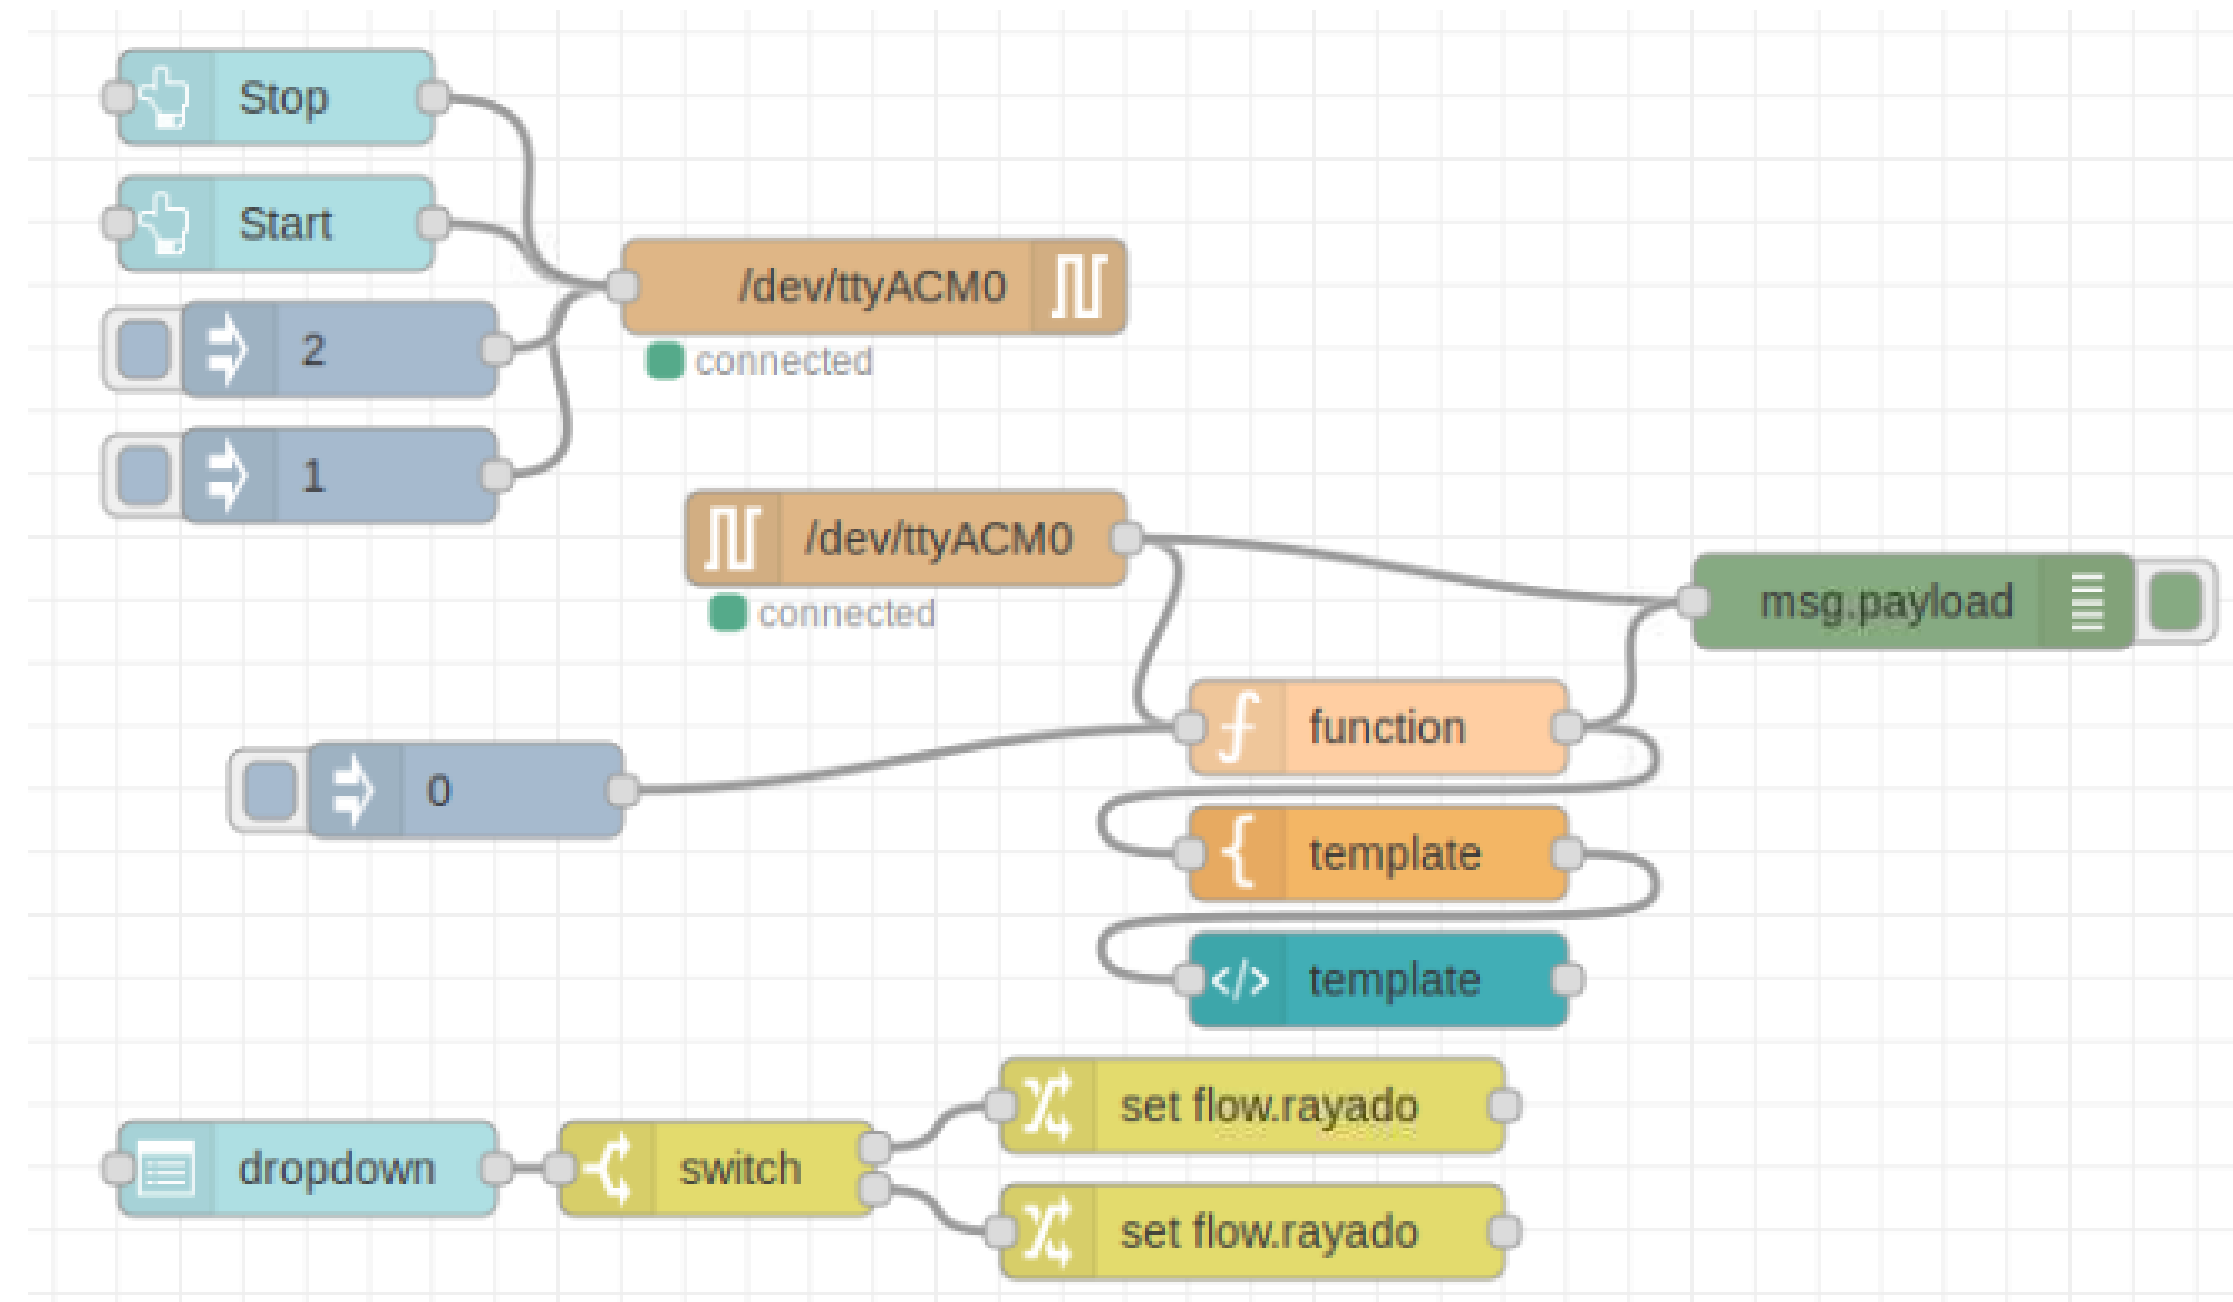 Stop
Start
/dev/ttyACM0
connected
2
1
/dev/ttyACM0
connected
msg.payload
function
0
template
template
set flow.rayado
dropdown
switch
set flow.rayado